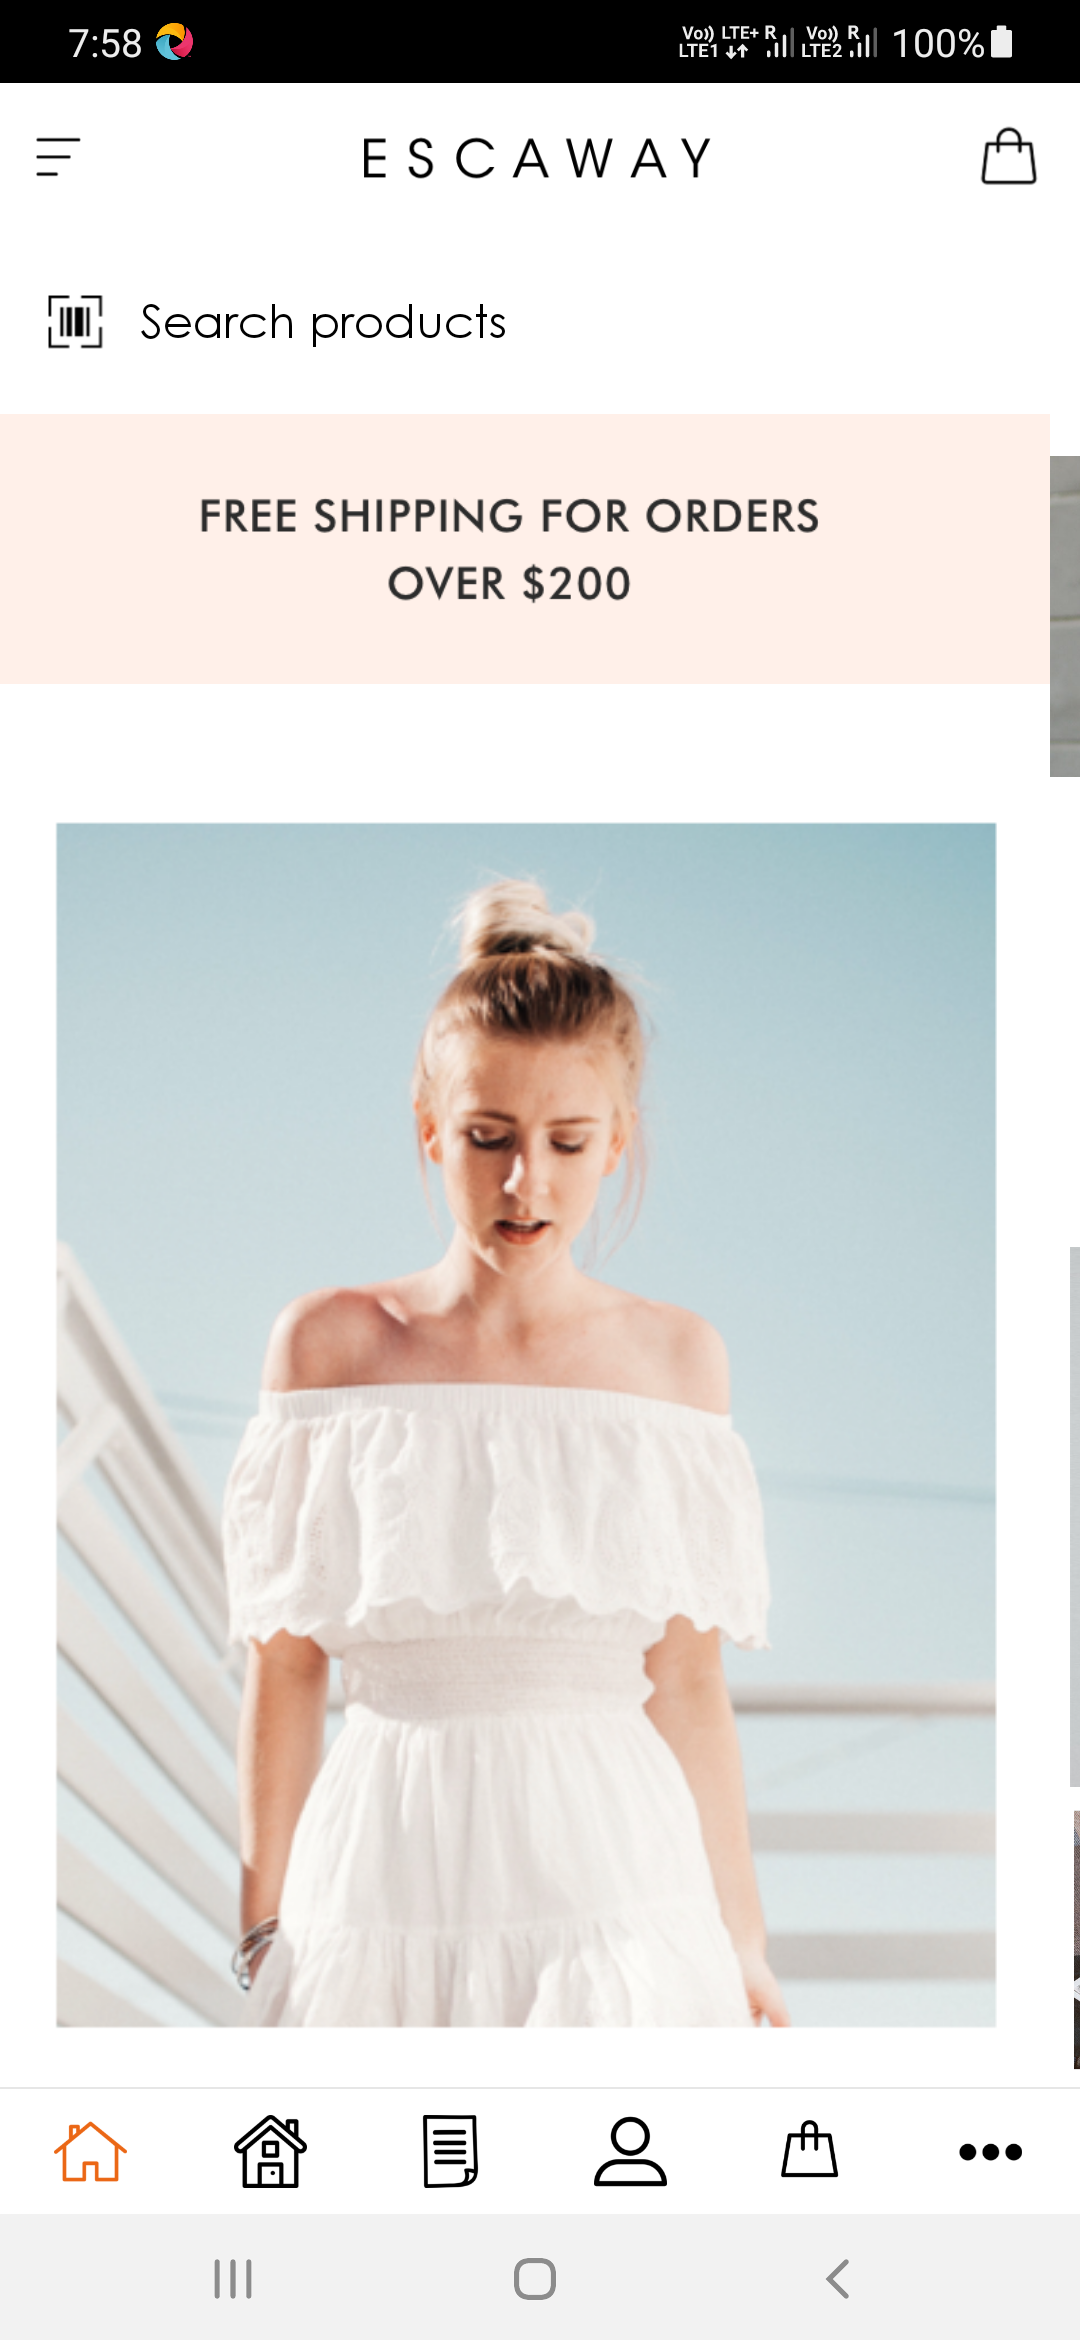 7:58
Vo)) LTE+ R Vo)) R 100%
LTE1 LTE2
ESCAWAY
Search products
FREE SHIPPING FOR ORDERS
OVER $200